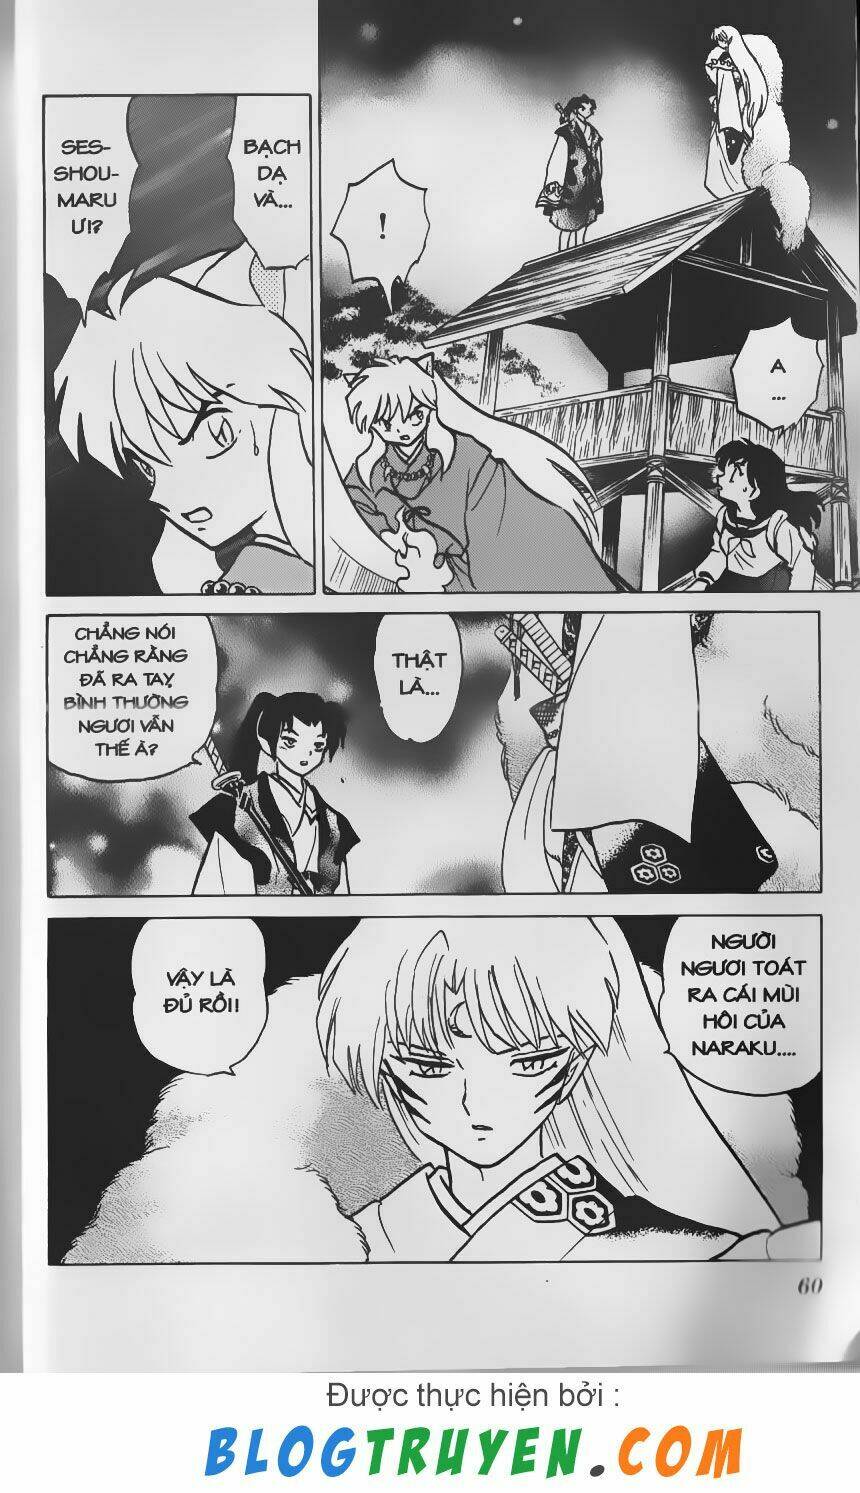 SES-
SHOU-
MARU
Ư!?
BẠCH
DẠ
VÀ...
!
A
...
CHẲNG NÓI
CHẲNG RẰNG
ĐÃ RA TAY,
BÌNH THƯỜNG
NGƯƠI VẪN
THẾ À?
THẬT
LÀ...
VẬY LÀ
ĐỦ RỒI!
NGƯỜI
NGƯƠI TOÁT
RA CÁI MÙI
HÔI CỦA
NARAKU....
60
Được thực hiện bởi :
BLOGTRUYEN.COM